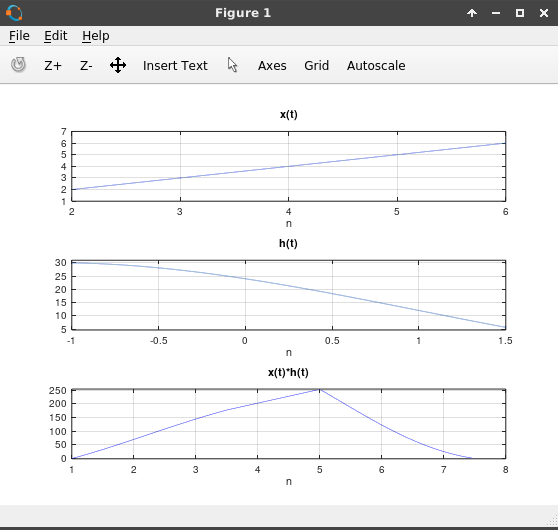 Figure 1
File Edit Help
Z+ Z- Insert Text Axes Grid Autoscale
x(t)
7
6
5
4
3
2
1
2 3 4 5 6
n
h(t)
30
25
20
15
10
5
-1 -0.5 0 0.5 1 1.5
n
x(t)*h(t)
250
200
150
100
50
0
1 2 3 4 5 6 7 8
n